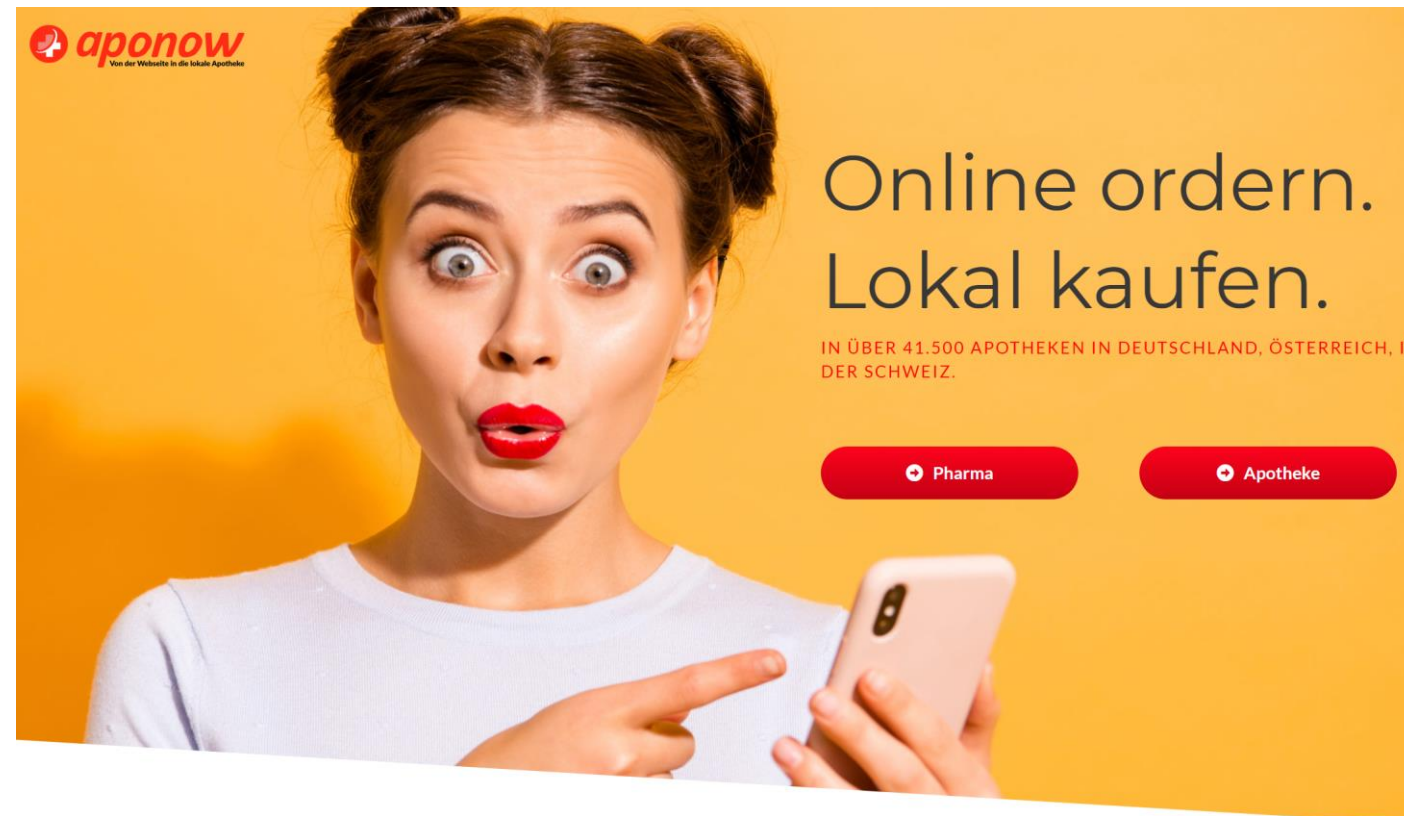 aponow
Von der Webseite in die lokale Apotheke
Online ordern.
Lokal kaufen.
IN ÜBER 41.500 APOTHEKEN IN DEUTSCHLAND, ÖSTERREICH,
DER SCHWEIZ.
Pharma
Apotheke